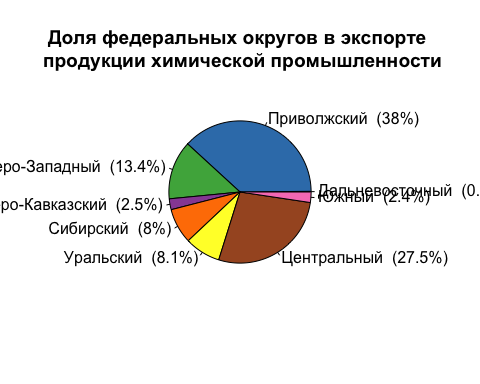 Доля федеральных округов в экспорте
продукции химической промышленности
Приволжский (38%)
еро-Западный (13.4%)
Дальневосточный (0.
Южный (2.4%)
еро-Кавказский (2.5%)
Сибирский (8%)
Уральский (8.1%)
Центральный (27.5%)